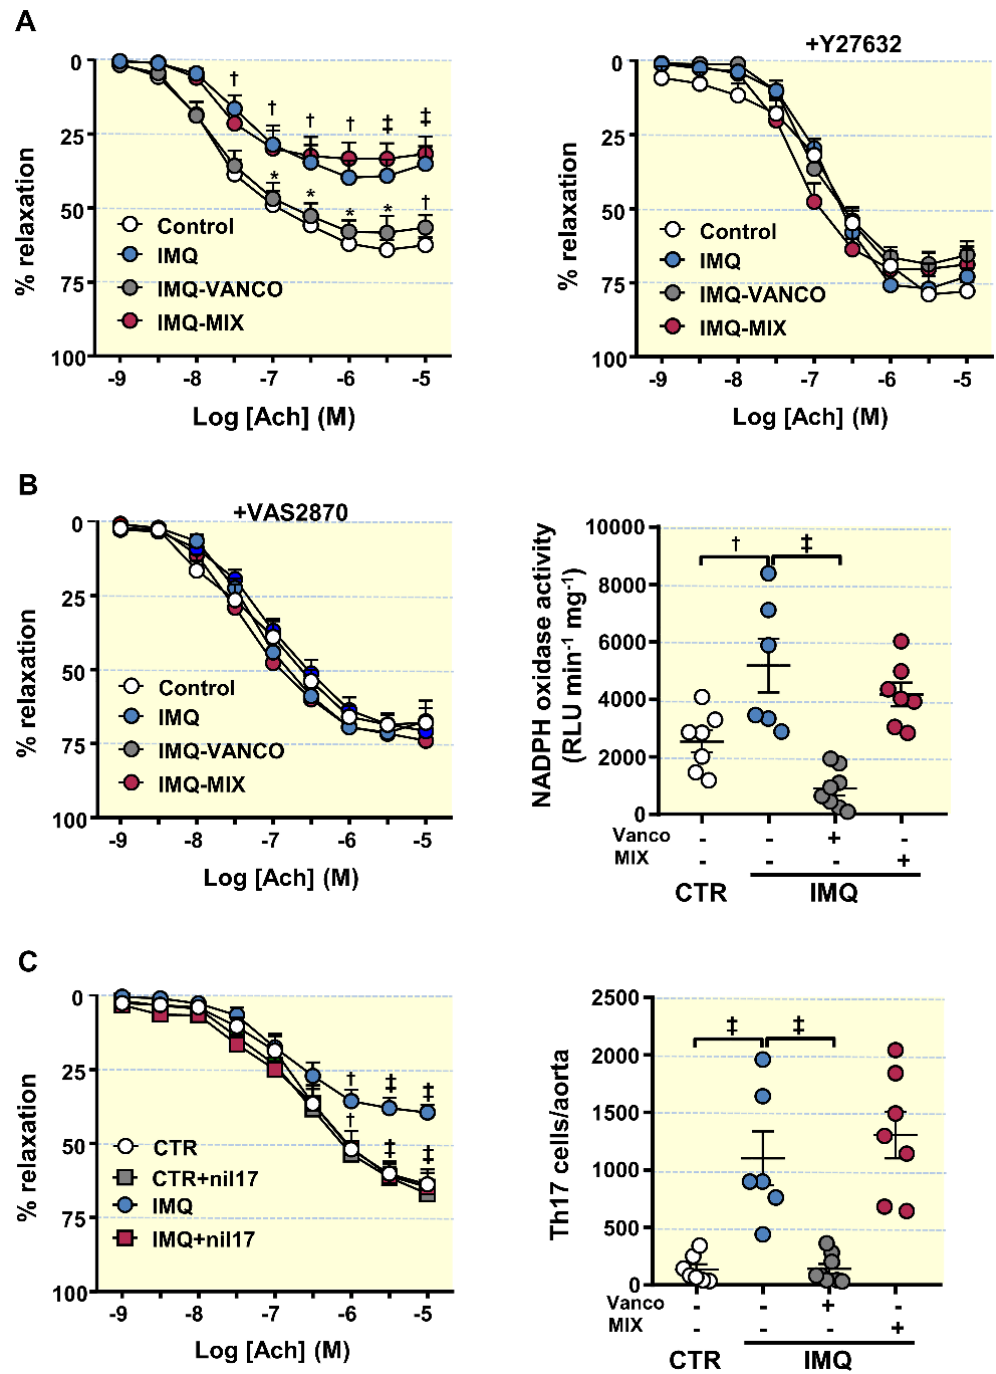 A
† † † † ‡ ‡
* * * * †
% relaxation
0
25
50
75
100
Control
IMQ
IMQ-VANCO
IMQ-MIX
-9 -8 -7 -6 -5
Log [Ach] (M)
+Y27632
% relaxation
0
25
50
75
100
Control
IMQ
IMQ-VANCO
IMQ-MIX
-9 -8 -7 -6 -5
Log [Ach] (M)
B
+VAS2870
% relaxation
0
25
50
75
100
Control
IMQ
IMQ-VANCO
IMQ-MIX
-9 -8 -7 -6 -5
Log [Ach] (M)
NADPH oxidase activity
(RLU min⁻¹ mg⁻¹)
10000
8000
6000
4000
2000
0
† ‡
Vanco - - + -
MIX - - - +
CTR IMQ
C
% relaxation
0
25
50
75
100
† ‡ ‡
† ‡ ‡
CTR
CTR+nil17
IMQ
IMQ+nil17
-9 -8 -7 -6 -5
Log [Ach] (M)
Th17 cells/aorta
2500
2000
1500
1000
500
0
‡ ‡
Vanco - - + -
MIX - - - +
CTR IMQ